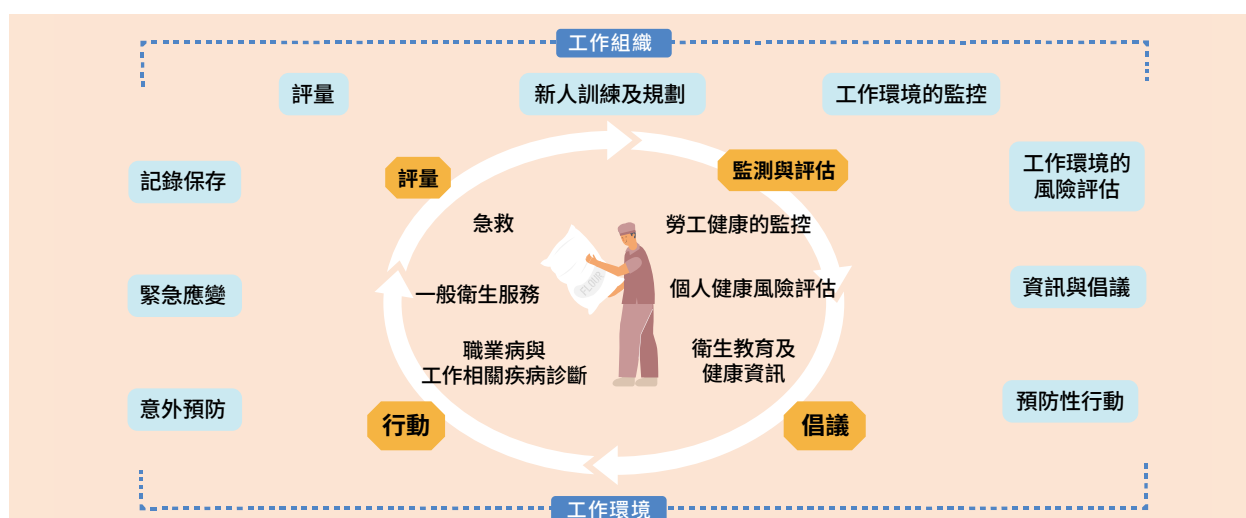 工作組織
評量
新人訓練及規劃
工作環境的監控
記錄保存
評量
監測與評估
工作環境的
風險評估
急救
勞工健康的監控
緊急應變
一般衛生服務
FLOUR
個人健康風險評估
資訊與倡議
職業病與
工作相關疾病診斷
衛生教育及
健康資訊
意外預防
行動
倡議
預防性行動
工作環境